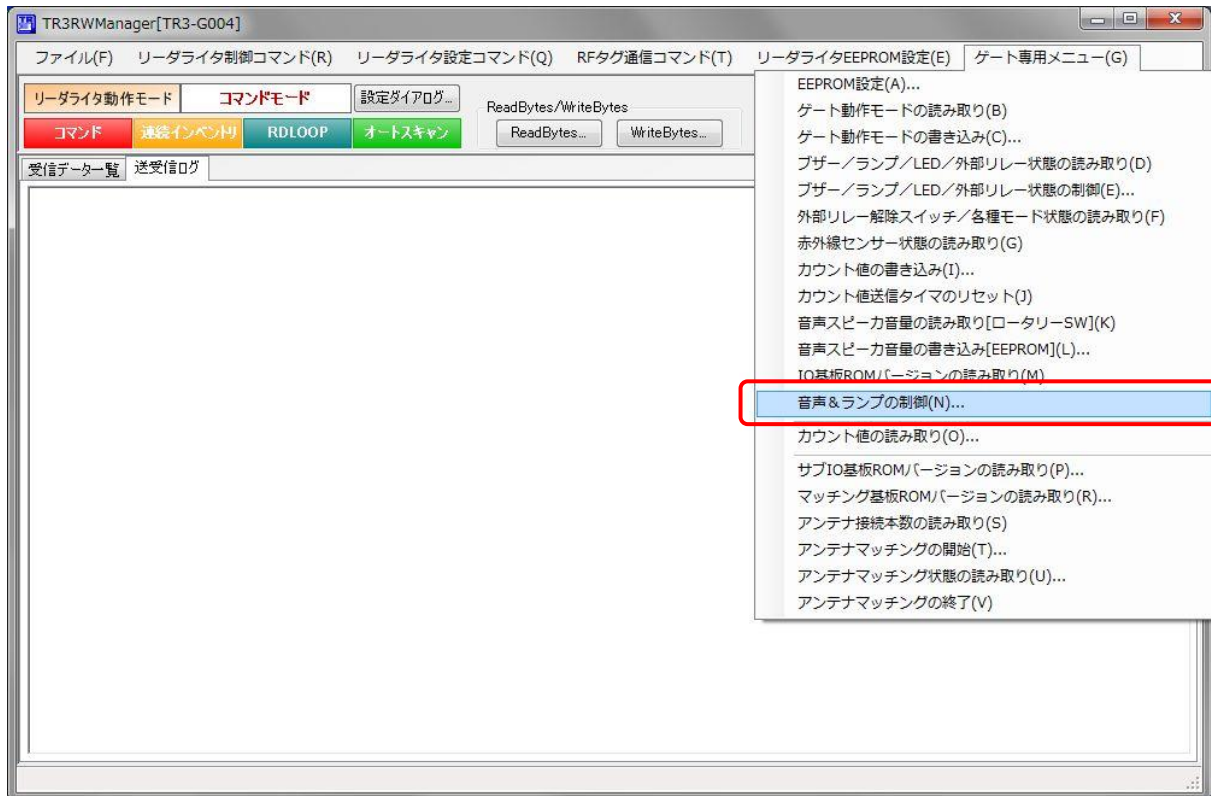 TR3RWManager[TR3-G004]
ファイル(F) リーダライタ制御コマンド(R) リーダライタ設定コマンド(Q) RFタグ通信コマンド(T) リーダライタEEPROM設定(E) ゲート専用メニュー(G)
リーダライタ動作モード コマンドモード 設定ダイアログ...
ReadBytes/WriteBytes
コマンド 連続インベントリ RDLOOP オートスキャン ReadBytes... WriteBytes...
受信データ一覧 送受信ログ
EEPROM設定(A)...
ゲート動作モードの読み取り(B)
ゲート動作モードの書き込み(C)...
ブザー/ランプ/LED/外部リレー状態の読み取り(D)
ブザー/ランプ/LED/外部リレー状態の制御(E)...
外部リレー解除スイッチ/各種モード状態の読み取り(F)
赤外線センサー状態の読み取り(G)
カウント値の書き込み(I)...
カウント値送信タイマのリセット(J)
音声スピーカ音量の読み取り[ロータリーSW](K)
音声スピーカ音量の書き込み[EEPROM](L)...
IO基板ROMバージョンの読み取り(M)
音声&ランプの制御(N)...
カウント値の読み取り(O)...
サブIO基板ROMバージョンの読み取り(P)...
マッチング基板ROMバージョンの読み取り(R)...
アンテナ接続本数の読み取り(S)
アンテナマッチングの開始(T)...
アンテナマッチング状態の読み取り(U)...
アンテナマッチングの終了(V)